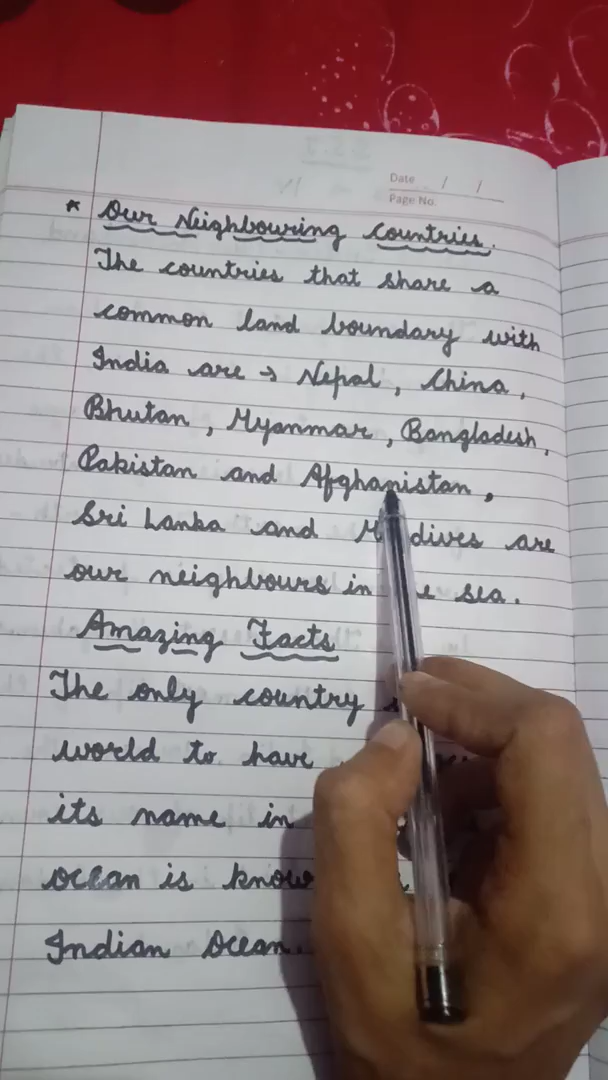 Date / /
Page No.
* Our Neighbouring Countries.
The countries that share a
common land boundary with
India are → Nepal, China,
Bhutan, Myanmar, Bangladesh,
Pakistan and Afghanistan,
Sri Lanka and are
our neighbours in sea.
Amazing Facts
The only country
world to have
its name in
ocean is
Indian Ocean.